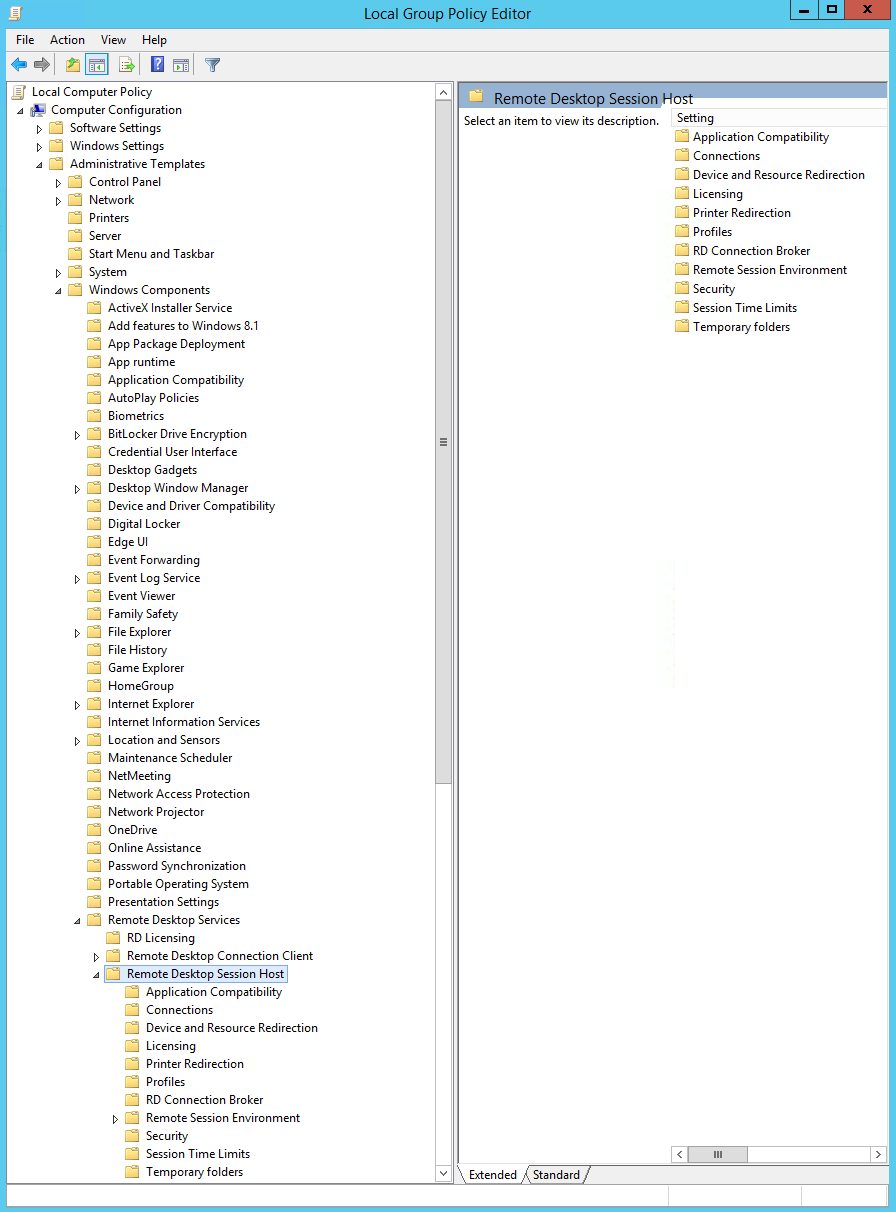 Local Group Policy Editor
File Action View Help
Local Computer Policy
Computer Configuration
Software Settings
Windows Settings
Administrative Templates
Control Panel
Network
Printers
Server
Start Menu and Taskbar
System
Windows Components
ActiveX Installer Service
Add features to Windows 8.1
App Package Deployment
App runtime
Application Compatibility
AutoPlay Policies
Biometrics
BitLocker Drive Encryption
Credential User Interface
Desktop Gadgets
Desktop Window Manager
Device and Driver Compatibility
Digital Locker
Edge UI
Event Forwarding
Event Log Service
Event Viewer
Family Safety
File Explorer
File History
Game Explorer
HomeGroup
Internet Explorer
Internet Information Services
Location and Sensors
Maintenance Scheduler
NetMeeting
Network Access Protection
Network Projector
OneDrive
Online Assistance
Password Synchronization
Portable Operating System
Presentation Settings
Remote Desktop Services
RD Licensing
Remote Desktop Connection Client
Remote Desktop Session Host
Application Compatibility
Connections
Device and Resource Redirection
Licensing
Printer Redirection
Profiles
RD Connection Broker
Remote Session Environment
Security
Session Time Limits
Temporary folders
Remote Desktop Session Host
Select an item to view its description.
Setting
Application Compatibility
Connections
Device and Resource Redirection
Licensing
Printer Redirection
Profiles
RD Connection Broker
Remote Session Environment
Security
Session Time Limits
Temporary folders
Extended Standard